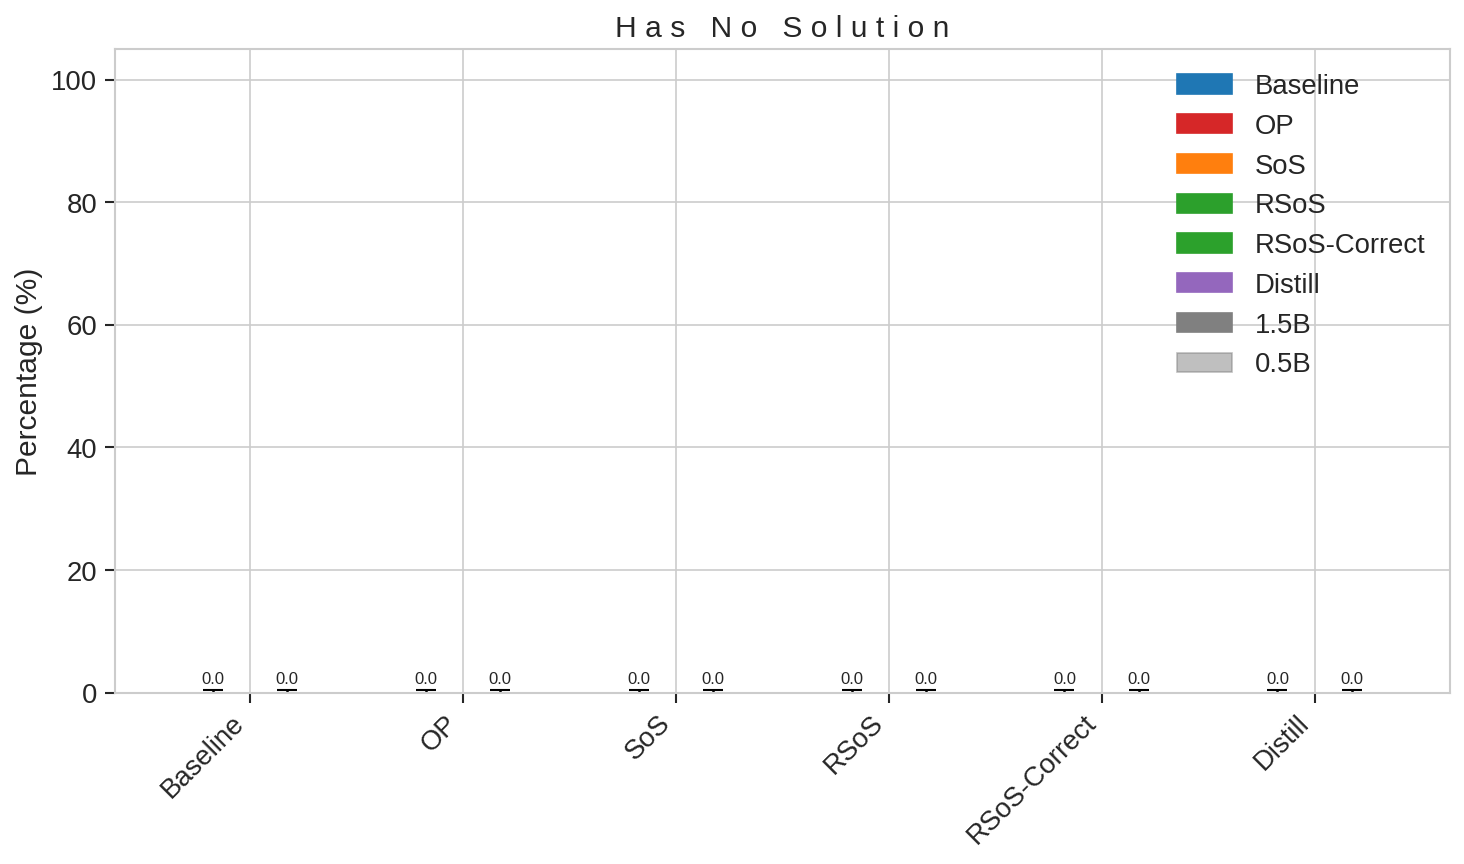 Has No Solution
Percentage (%)
100
80
60
40
20
0
Baseline
OP
SoS
RSoS
RSoS-Correct
Distill
1.5B
0.5B
0.0 0.0 0.0 0.0 0.0 0.0 0.0 0.0 0.0 0.0 0.0 0.0
Baseline
OP
SoS
RSoS
RSoS-Correct
Distill